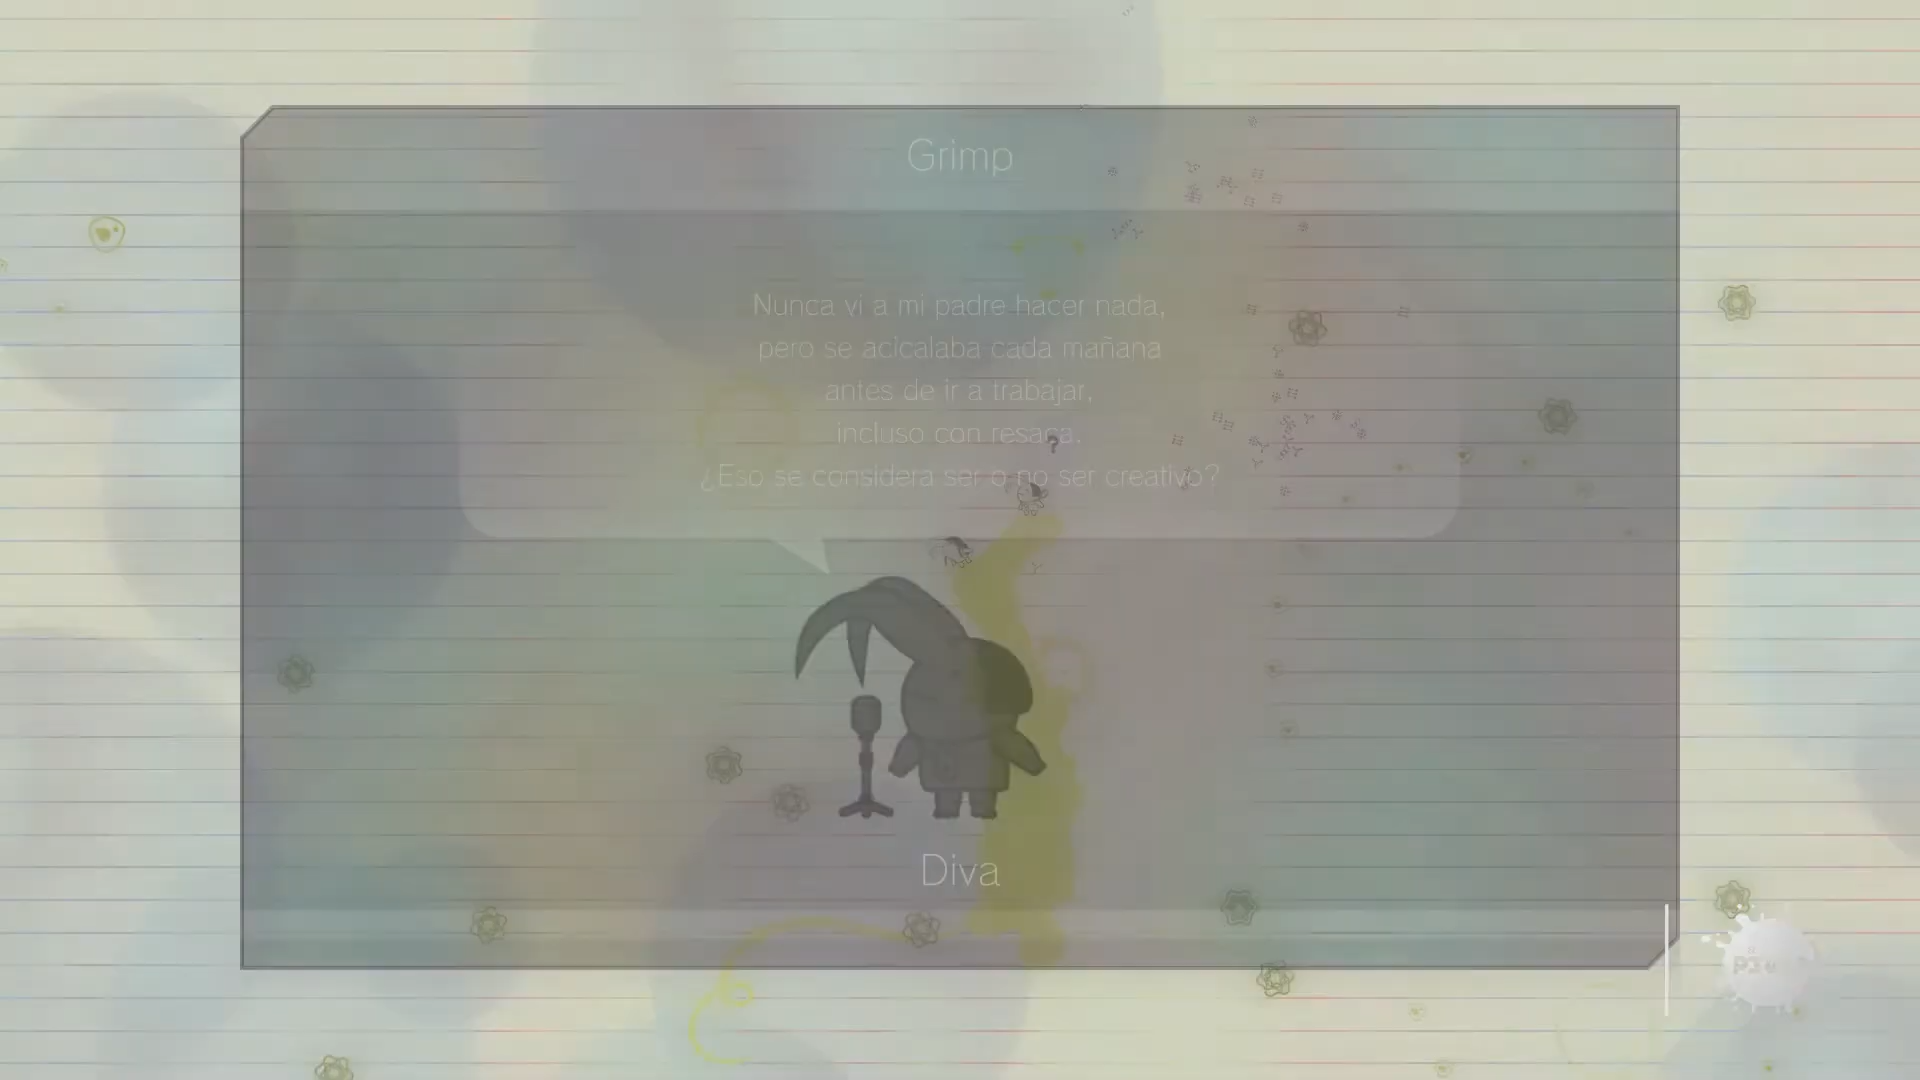 Grimp
Nunca vi a mi padre hacer nada,
pero se acicalaba cada mañana
antes de ir a trabajar,
incluso con resaca.
?
¿Eso se considera ser o no ser creativo?
Diva